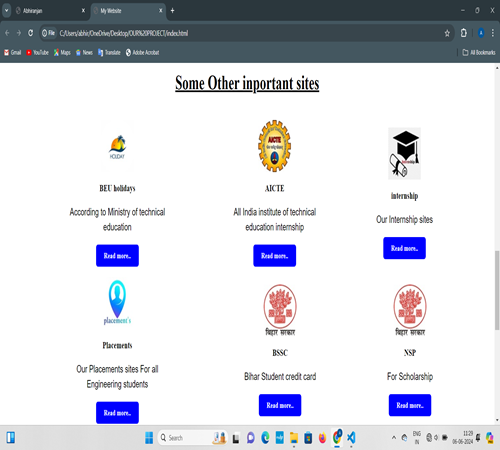 Abhiranjan
My Website
File C:/Users/abhir/OneDrive/Desktop/OUR%20PROJECT/index.html
Gmail YouTube Maps News Translate Adobe Acrobat All Bookmarks
Some Other inportant sites
HOLIDAY
BEU holidays
According to Ministry of technical
education
Read more..
AICTE
AICTE
All India institute of technical
education internship
Read more..
internship
Our Internship sites
Read more..
placement's
Placements
Our Placements sites For all
Engineering students
Read more..
बिहार सरकार
BSSC
Bihar Student credit card
Read more..
बिहार सरकार
NSP
For Scholarship
Read more..
Search
ENG
IN
11:29
06-06-2024